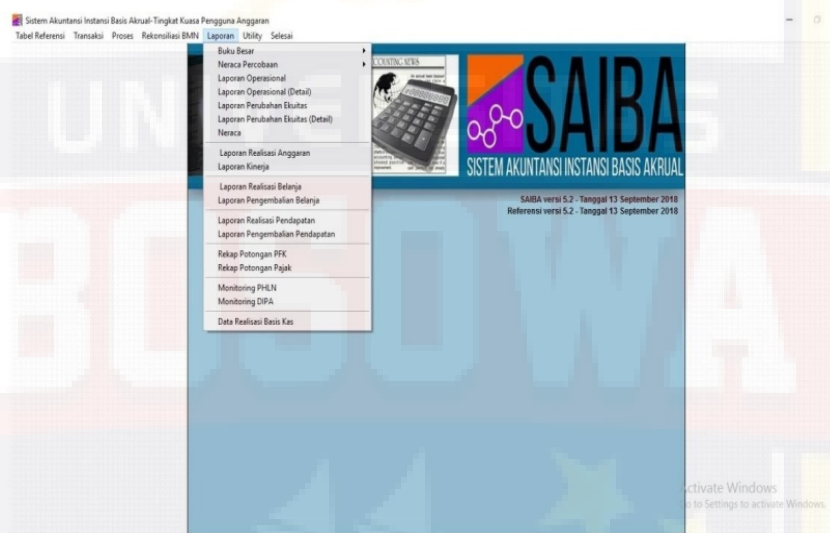 Sistem Akuntansi Instansi Basis Akrual-Tingkat Kuasa Pengguna Anggaran
Tabel Referensi Transaksi Proses Rekonsiliasi BMN Laporan Utility Selesai
Buku Besar
Neraca Percobaan
Laporan Operasional
Laporan Operasional (Detail)
Laporan Perubahan Ekuitas
Laporan Perubahan Ekuitas (Detail)
Neraca
Laporan Realisasi Anggaran
Laporan Kinerja
Laporan Realisasi Belanja
Laporan Pengembalian Belanja
Laporan Realisasi Pendapatan
Laporan Pengembalian Pendapatan
Rekap Potongan PFK
Rekap Potongan Pajak
Monitoring PHLN
Monitoring DIPA
Data Realisasi Basis Kas
COUNTING NEWS
SAIBA
SISTEM AKUNTANSI INSTANSI BASIS AKRUAL
SAIBA versi 5.2 - Tanggal 13 September 2018
Referensi versi 5.2 - Tanggal 13 September 2018
UNIVERSITAS
BOSOWA
Activate Windows
Go to Settings to activate Windows.